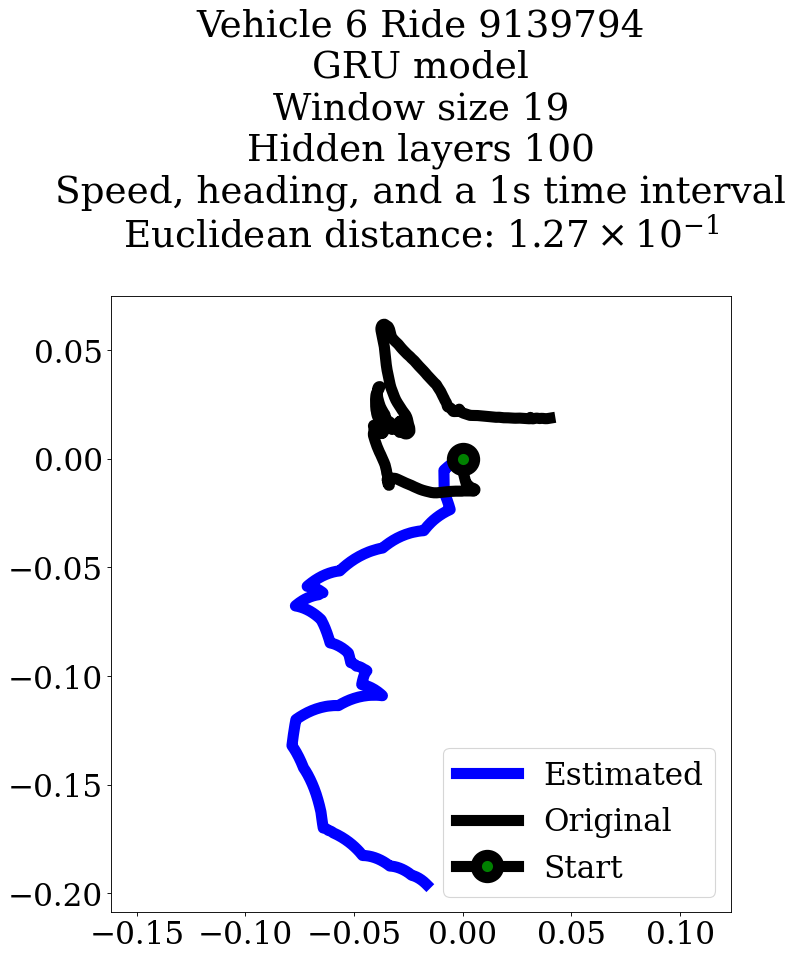 Vehicle 6 Ride 9139794
GRU model
Window size 19
Hidden layers 100
Speed, heading, and a 1s time interval
Euclidean distance: 1.27 × 10⁻¹
0.05
0.00
−0.05
−0.10
−0.15
−0.20
Estimated
Original
Start
−0.15 −0.10 −0.05 0.00 0.05 0.10